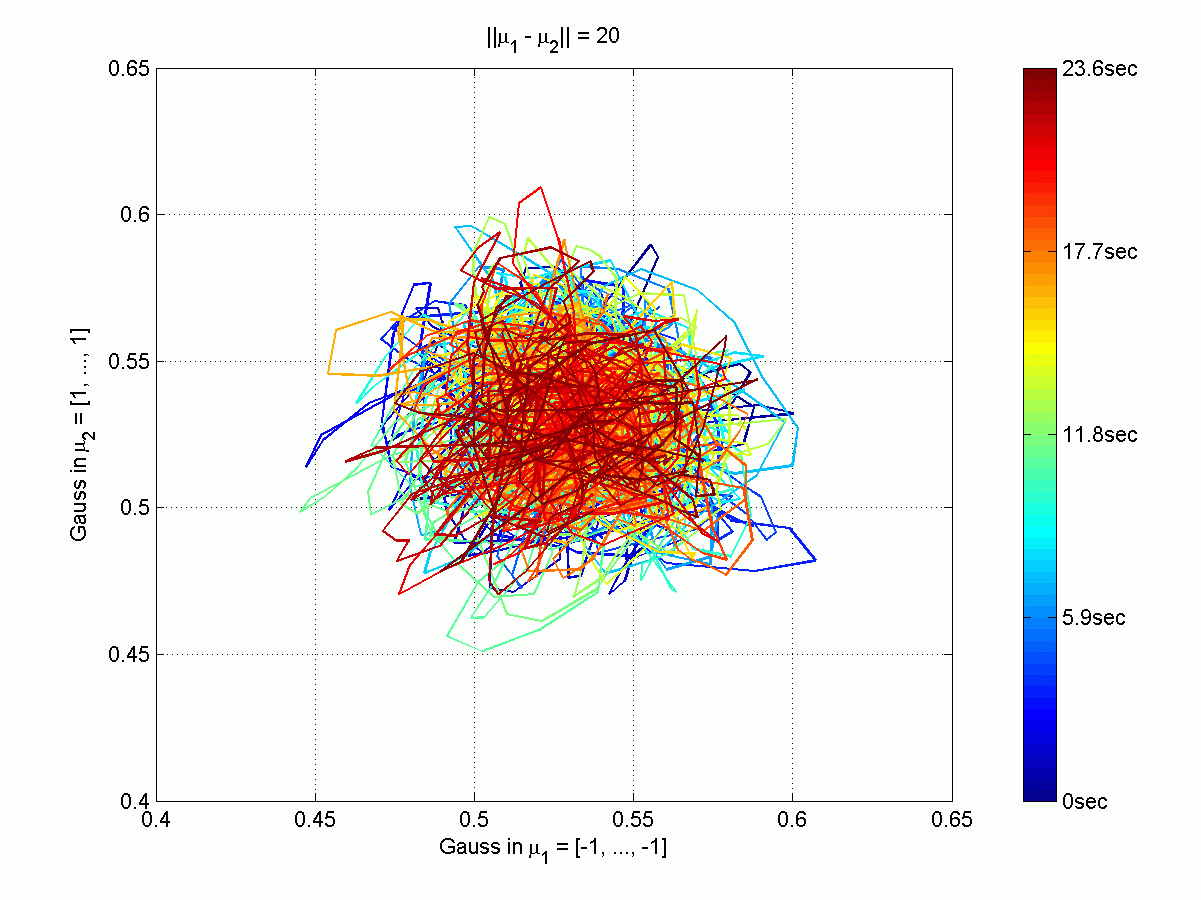 ||μ1 - μ2|| = 20
0.65
0.6
0.55
0.5
0.45
0.4
Gauss in μ2 = [1, ..., 1]
0.4 0.45 0.5 0.55 0.6 0.65
Gauss in μ1 = [-1, ..., -1]
23.6sec
17.7sec
11.8sec
5.9sec
0sec